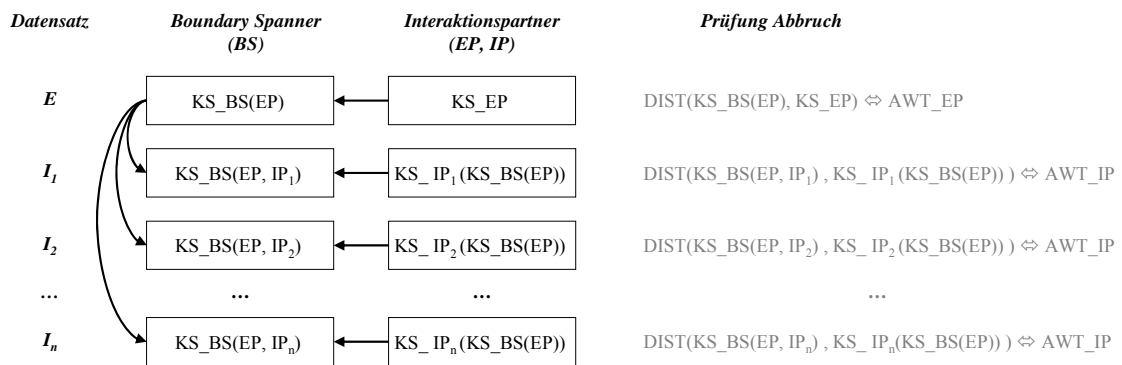 Datensatz Boundary Spanner (BS) Interaktionspartner (EP, IP) Prüfung Abbruch
E KS_BS(EP) KS_EP DIST(KS_BS(EP), KS_EP) ⇔ AWT_EP
I₁ KS_BS(EP, IP₁) KS_ IP₁ (KS_BS(EP)) DIST(KS_BS(EP, IP₁) , KS_ IP₁ (KS_BS(EP)) ) ⇔ AWT_IP
I₂ KS_BS(EP, IP₂) KS_ IP₂ (KS_BS(EP)) DIST(KS_BS(EP, IP₂) , KS_ IP₂ (KS_BS(EP)) ) ⇔ AWT_IP
… … … …
Iₙ KS_BS(EP, IPₙ) KS_ IPₙ (KS_BS(EP)) DIST(KS_BS(EP, IPₙ) , KS_ IPₙ(KS_BS(EP)) ) ⇔ AWT_IP